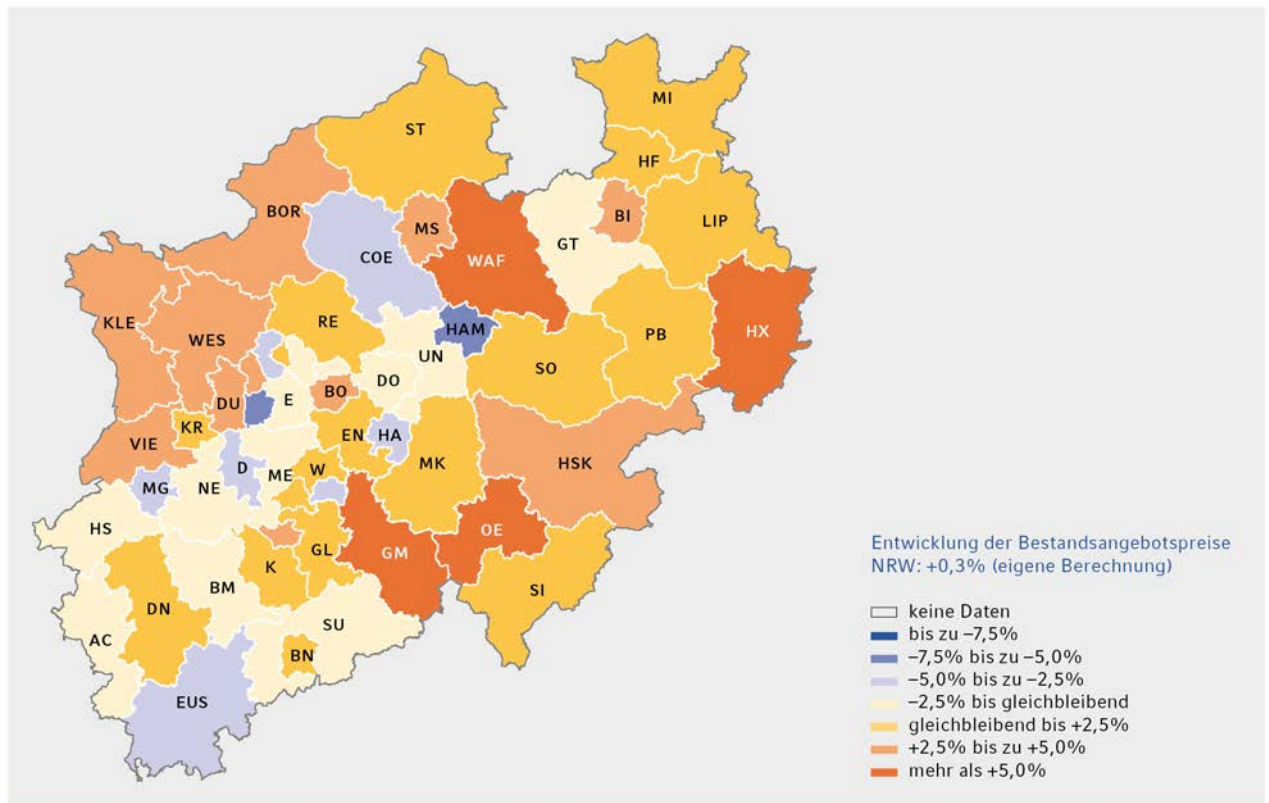 MI
ST
HF
BOR
MS
BI
LIP
GT
COE
WAF
KLE
RE
HX
WES
HAM
PB
UN
SO
DO
E
BO
DU
KR
EN
HA
VIE
MK
HSK
D
W
ME
MG
NE
HS
OE
GL
GM
K
BM
SI
DN
SU
AC
BN
EUS
Entwicklung der Bestandsangebotspreise
NRW: +0,3% (eigene Berechnung)
keine Daten
bis zu –7,5%
–7,5% bis zu –5,0%
–5,0% bis zu –2,5%
–2,5% bis gleichbleibend
gleichbleibend bis +2,5%
+2,5% bis zu +5,0%
mehr als +5,0%